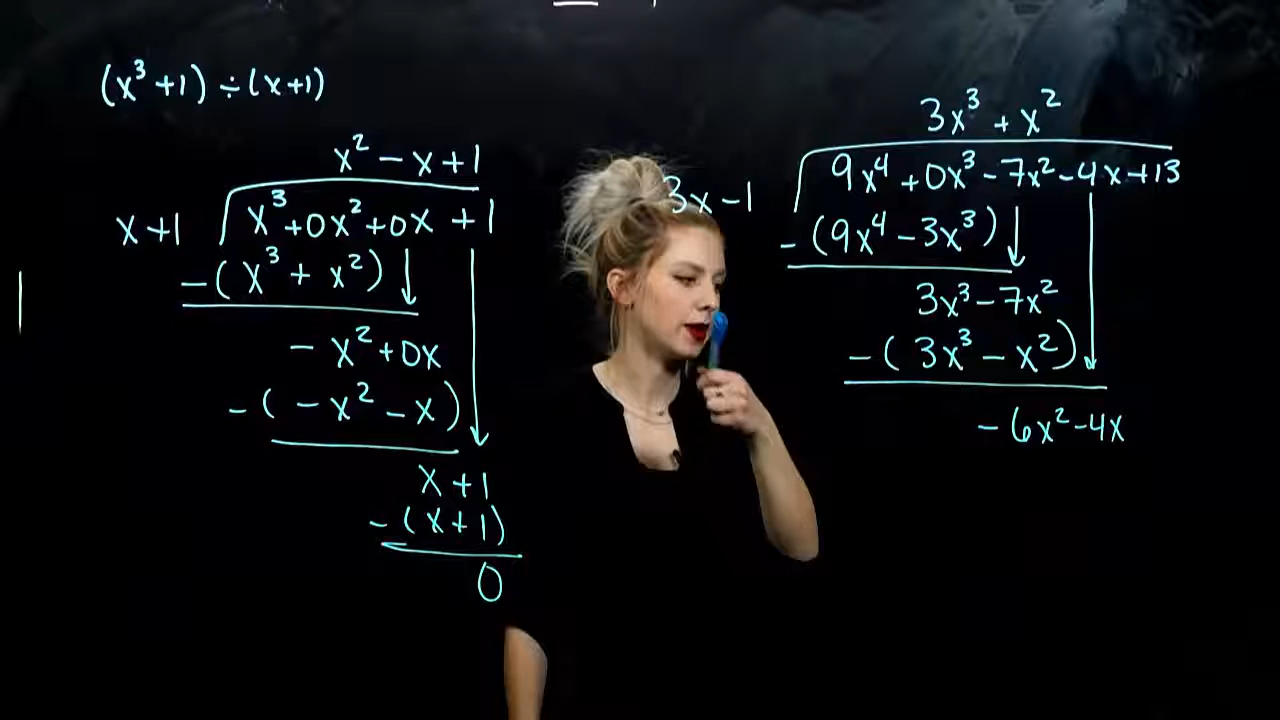 (x³ + 1) ÷ (x + 1)
x² - x + 1
x + 1 √ x³ + 0x² + 0x + 1
-(x³ + x²)
- x² + 0x
-(- x² - x)
x + 1
-(x + 1)
0
3x³ + x²
3x - 1 √ 9x⁴ + 0x³ - 7x² - 4x + 13
-(9x⁴ - 3x³)
3x³ - 7x²
-(3x³ - x²)
- 6x² - 4x